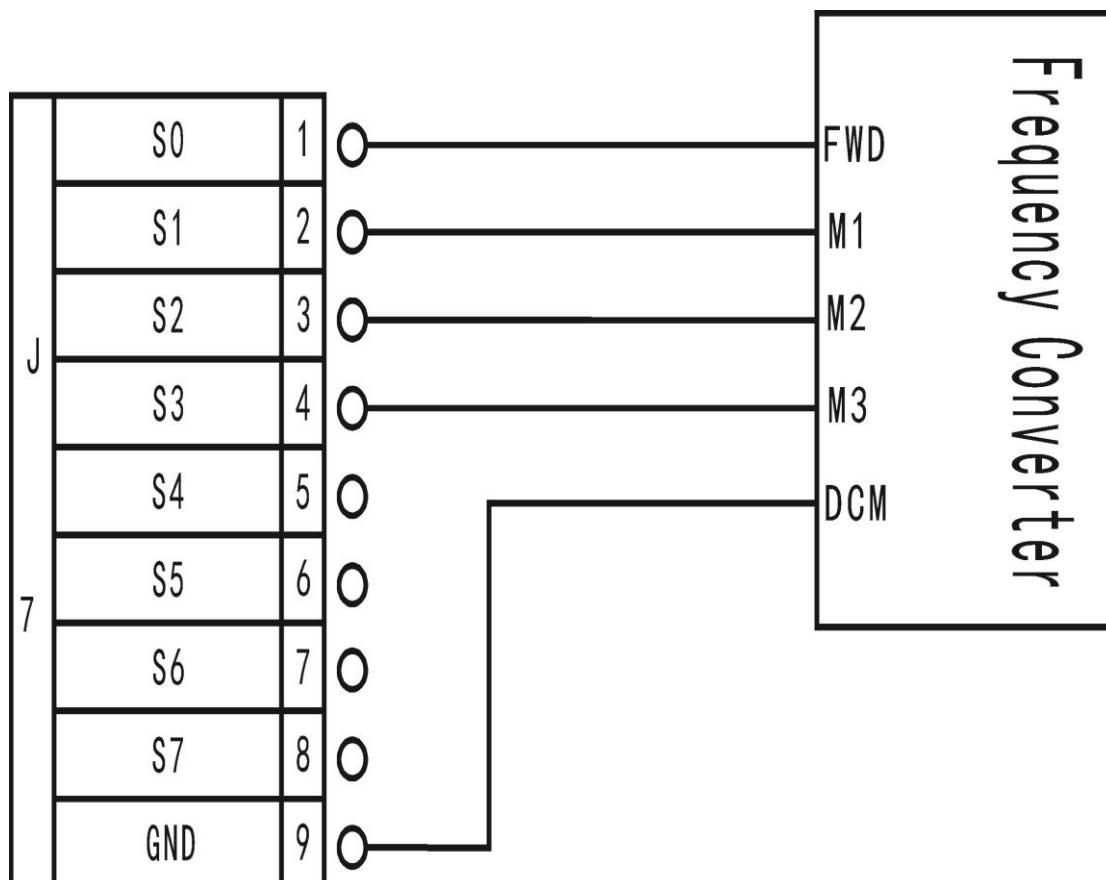 J7
S0 1
S1 2
S2 3
S3 4
S4 5
S5 6
S6 7
S7 8
GND 9
FWD
M1
M2
M3
DCM
Frequency Converter